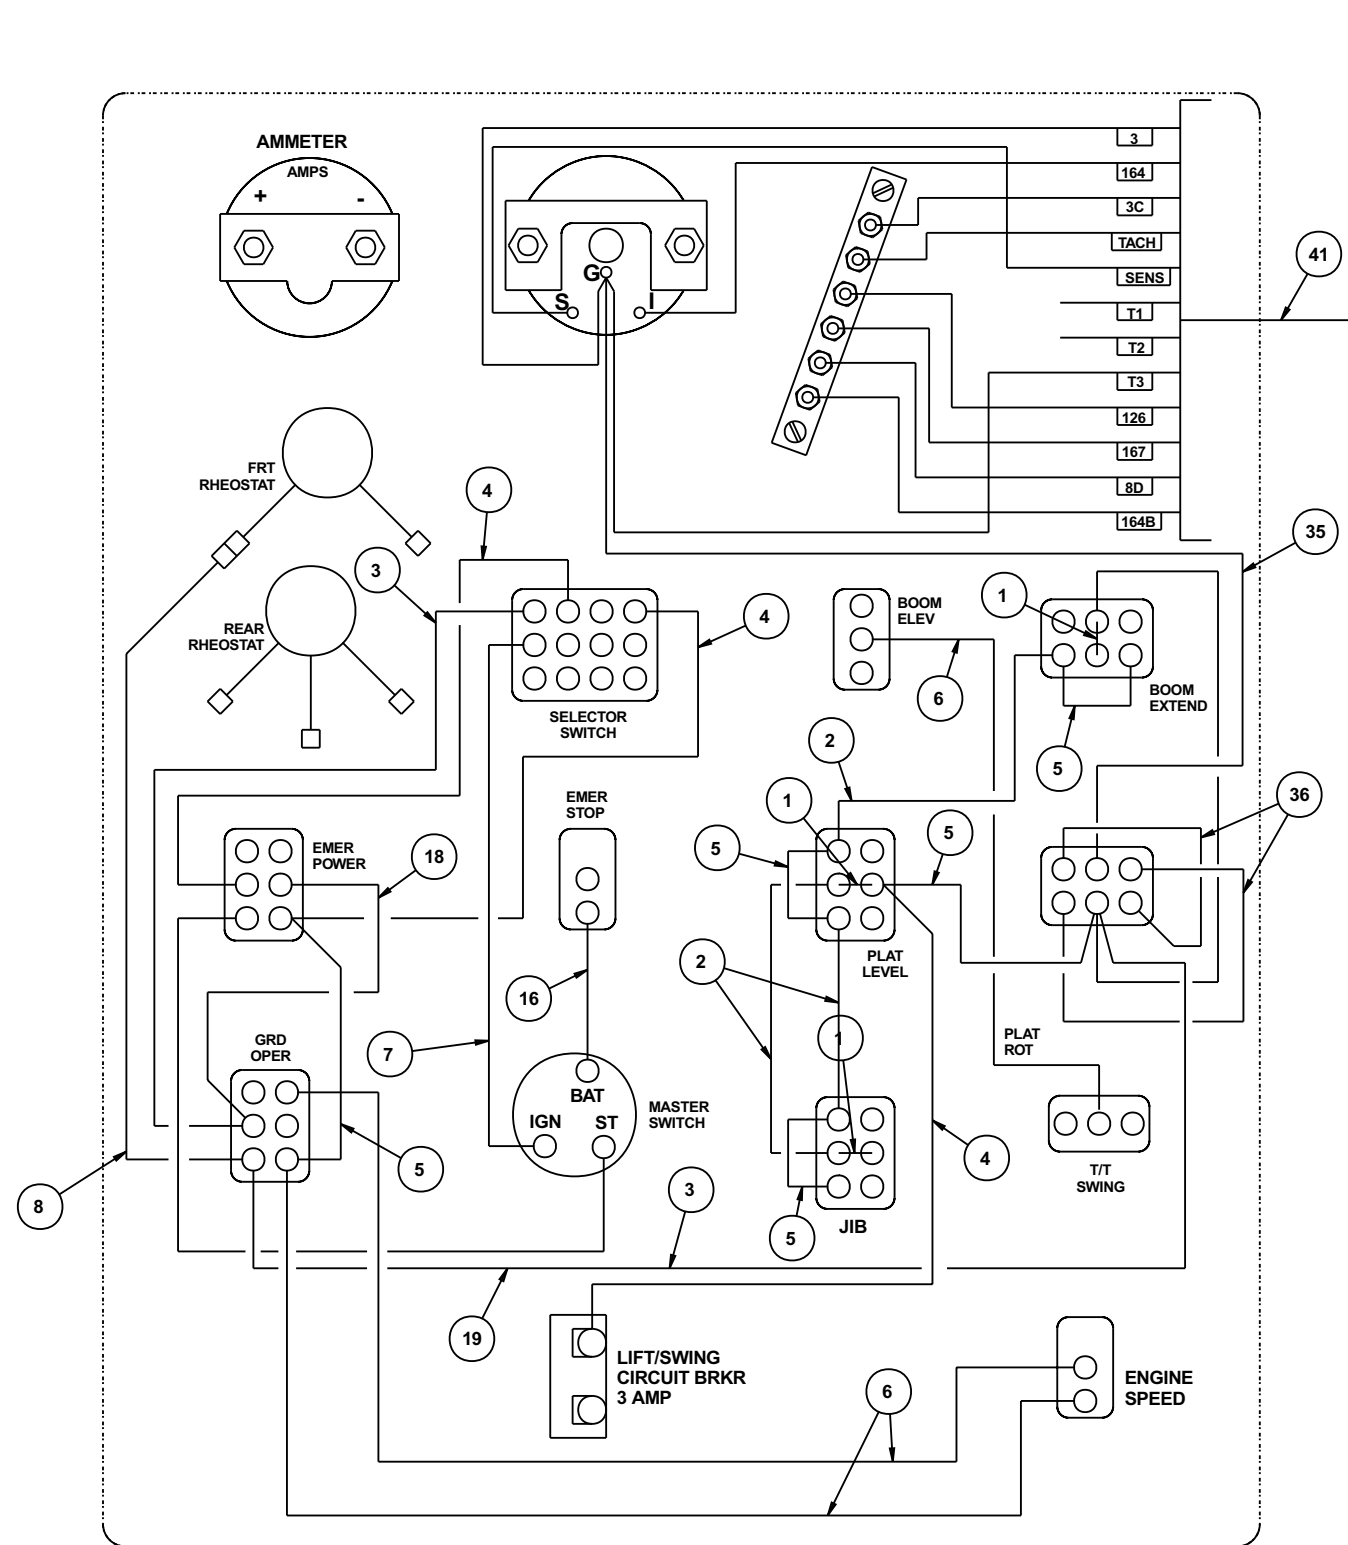 AMMETER
AMPS
+ -
G
S
I
3
164
3C
TACH
SENS
T1
T2
T3
126
167
8D
164B
41
FRT
RHEOSTAT
4
35
3
REAR
RHEOSTAT
4
BOOM
ELEV
1
6
SELECTOR
SWITCH
BOOM
EXTEND
2
5
EMER
STOP
1
36
EMER
POWER
18
5
5
PLAT
LEVEL
2
16
GRD
OPER
7
1
PLAT
ROT
BAT
IGN
ST
MASTER
SWITCH
5
4
T/T
SWING
8
3
5
JIB
19
LIFT/SWING
CIRCUIT BRKR
3 AMP
6
ENGINE
SPEED